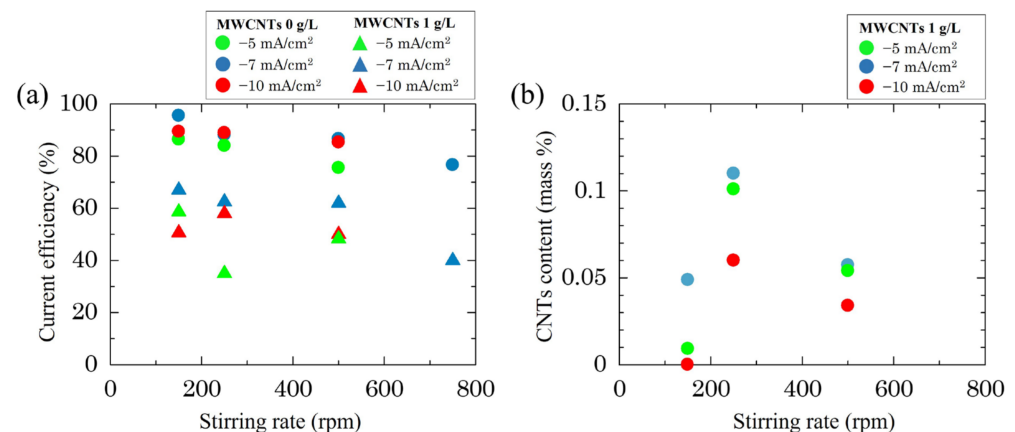 MWCNTs 0 g/L MWCNTs 1 g/L
−5 mA/cm² −5 mA/cm²
−7 mA/cm² −7 mA/cm²
−10 mA/cm² −10 mA/cm²
(a)
Current efficiency (%)
100
80
60
40
20
0
0 200 400 600 800
Stirring rate (rpm)
MWCNTs 1 g/L
−5 mA/cm²
−7 mA/cm²
−10 mA/cm²
(b)
CNTs content (mass %)
0.15
0.1
0.05
0
0 200 400 600 800
Stirring rate (rpm)